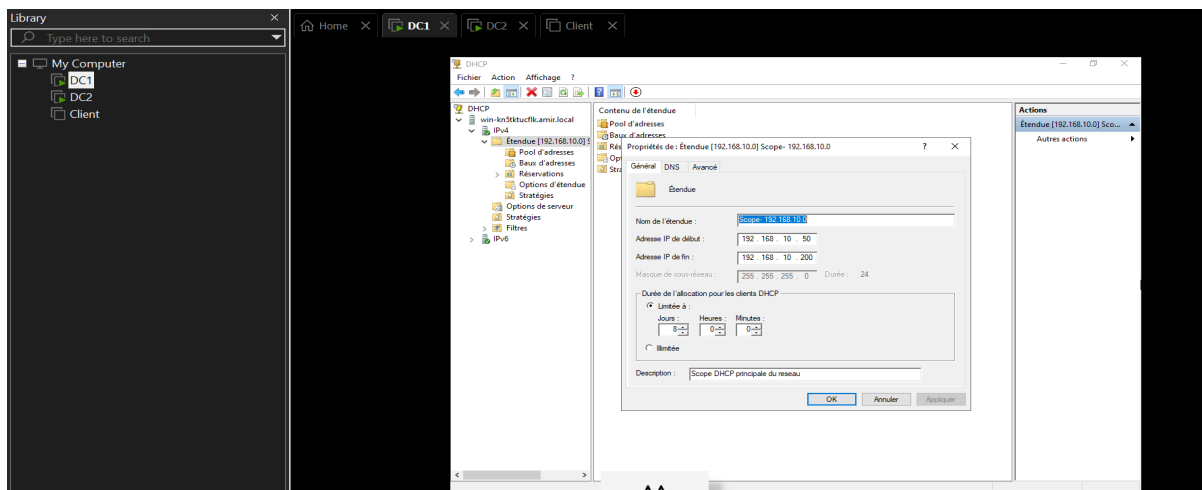 Library
Home
DC1
DC2
Client
Type here to search
My Computer
DC1
DC2
Client
DHCP
Fichier Action Affichage ?
DHCP
win-kn5tktucflk.amir.local
IPv4
Étendue [192.168.10.0] S
Pool d'adresses
Baux d'adresses
Réservations
Options d'étendue
Stratégies
Options de serveur
Stratégies
Filtres
IPv6
Contenu de l'étendue
Pool d'adresses
Baux d'adresses
Rés
Opt
Stra
Propriétés de : Étendue [192.168.10.0] Scope- 192.168.10.0 ?
Général DNS Avancé
Étendue
Nom de l'étendue : Scope- 192.168.10.0
Adresse IP de début : 192 . 168 . 10 . 50
Adresse IP de fin : 192 . 168 . 10 . 200
Masque de sous-réseau : 255 . 255 . 255 . 0 Durée : 24
Durée de l'allocation pour les clients DHCP
Limitée à :
Jours : Heures : Minutes :
8 0 0
Illimitée
Description : Scope DHCP principale du reseau
OK Annuler Appliquer
Actions
Étendue [192.168.10.0] Sco...
Autres actions